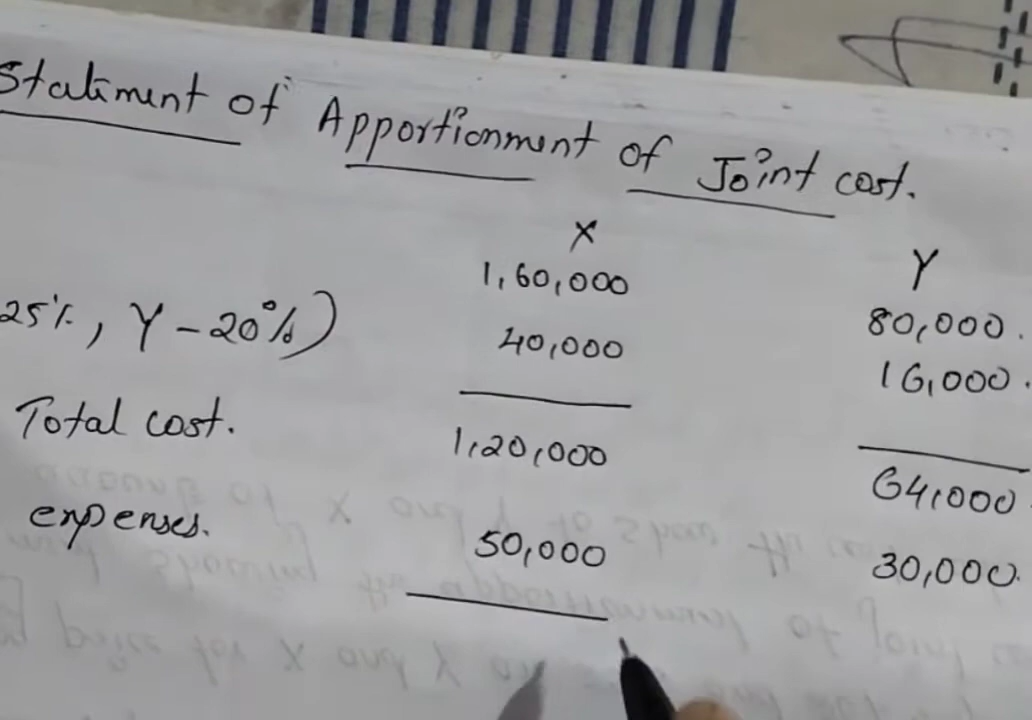 Statement of Apportionment of Joint cost.
X Y
1,60,000 80,000.
25%, Y-20%) 40,000 16,000.
Total cost. 1,20,000 64,000
expenses. 50,000 30,000.